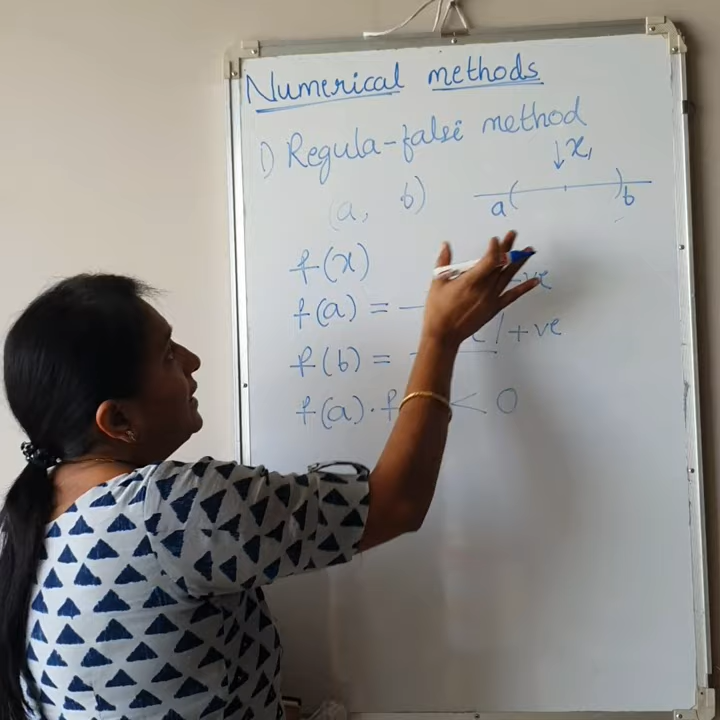 Numerical methods
1) Regula-falsi method
(a, b)
↓ x₁
a ( ) b
f(x)
f(a) = — -ve
f(b) = /+ve
f(a)·f < 0